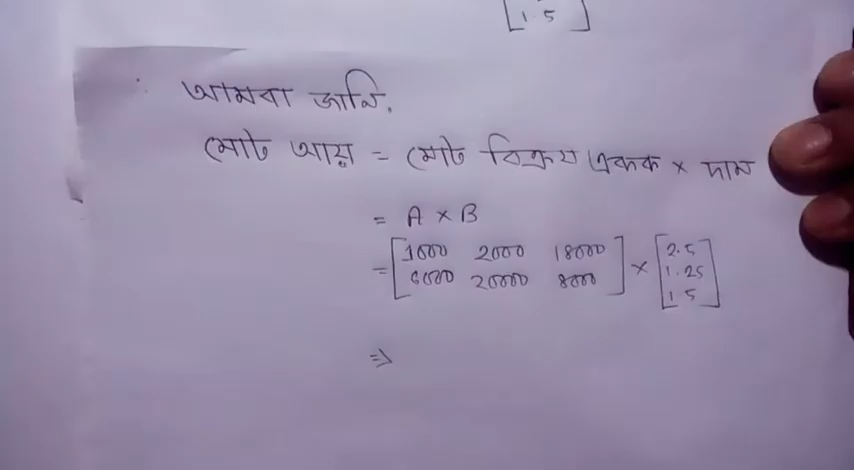 1.5
আমরা জানি,
মোট আয় = মোট বিক্রয় একক × দাম
= A × B
= [1000 2000 18000] × [2.5
6000 20000 8000 1.25
1.5]
⇒